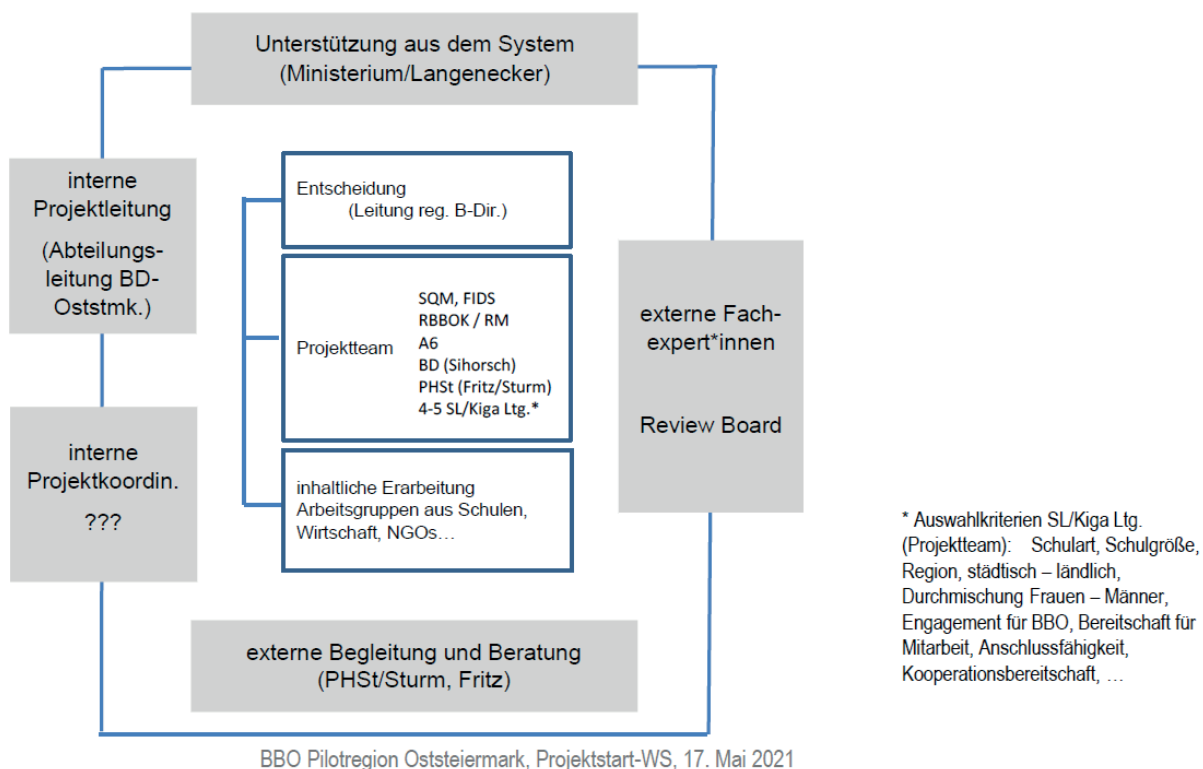 Unterstützung aus dem System
(Ministerium/Langenecker)
interne
Projektleitung
(Abteilungs-
leitung BD-
Oststmk.)
interne
Projektkoordin.
???
Entscheidung
(Leitung reg. B-Dir.)
Projektteam
SQM, FIDS
RBBOK / RM
A6
BD (Sihorsch)
PHSt (Fritz/Sturm)
4-5 SL/Kiga Ltg.*
inhaltliche Erarbeitung
Arbeitsgruppen aus Schulen,
Wirtschaft, NGOs…
externe Fach-
expert*innen
Review Board
externe Begleitung und Beratung
(PHSt/Sturm, Fritz)
* Auswahlkriterien SL/Kiga Ltg.
(Projektteam): Schulart, Schulgröße,
Region, städtisch – ländlich,
Durchmischung Frauen – Männer,
Engagement für BBO, Bereitschaft für
Mitarbeit, Anschlussfähigkeit,
Kooperationsbereitschaft, …
BBO Pilotregion Oststeiermark, Projektstart-WS, 17. Mai 2021